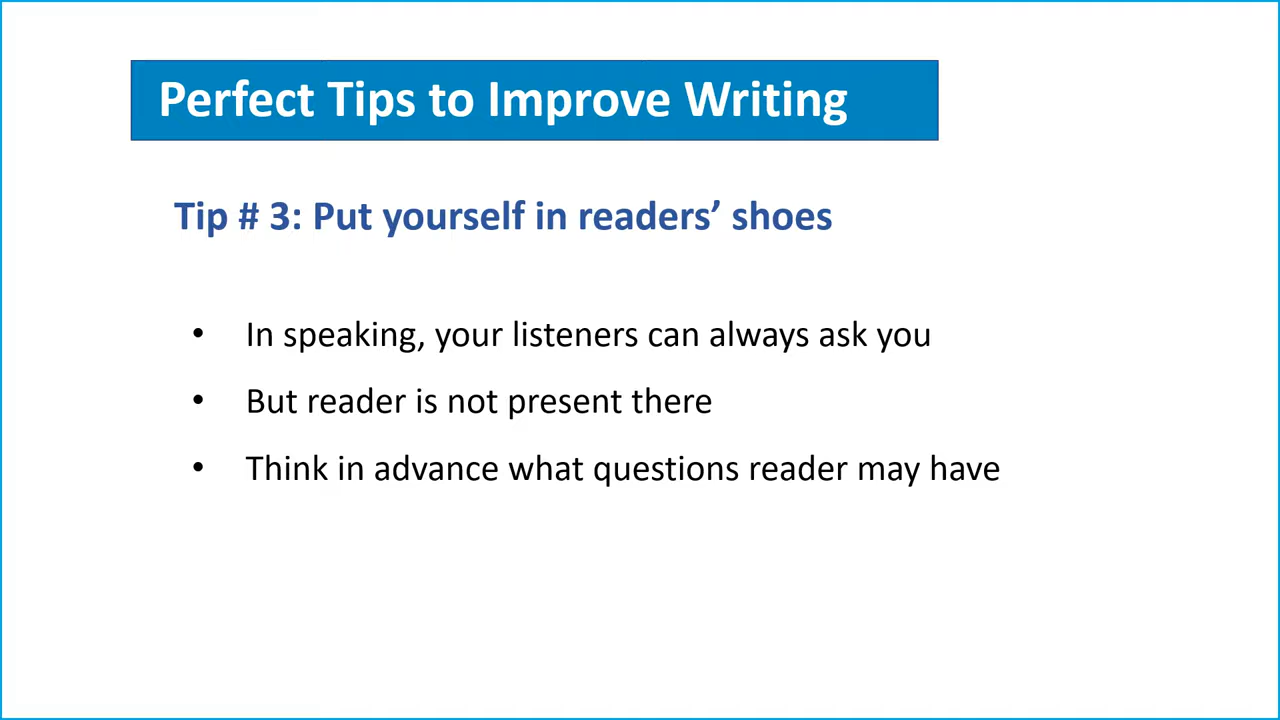 Perfect Tips to Improve Writing
Tip # 3: Put yourself in readers’ shoes
• In speaking, your listeners can always ask you
• But reader is not present there
• Think in advance what questions reader may have